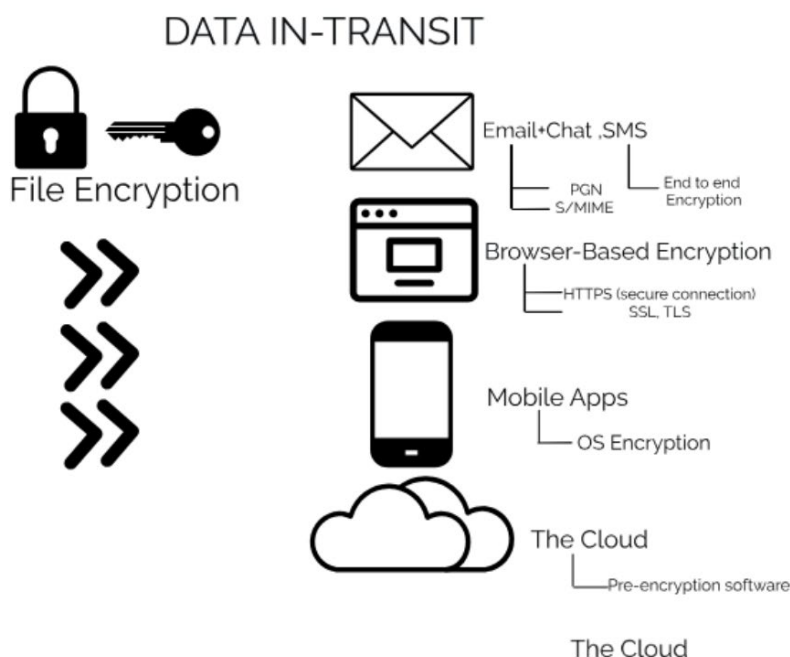 DATA IN-TRANSIT
File Encryption
Email+Chat ,SMS
PGN
S/MIME
End to end
Encryption
Browser-Based Encryption
HTTPS (secure connection)
SSL, TLS
Mobile Apps
OS Encryption
The Cloud
Pre-encryption software
The Cloud